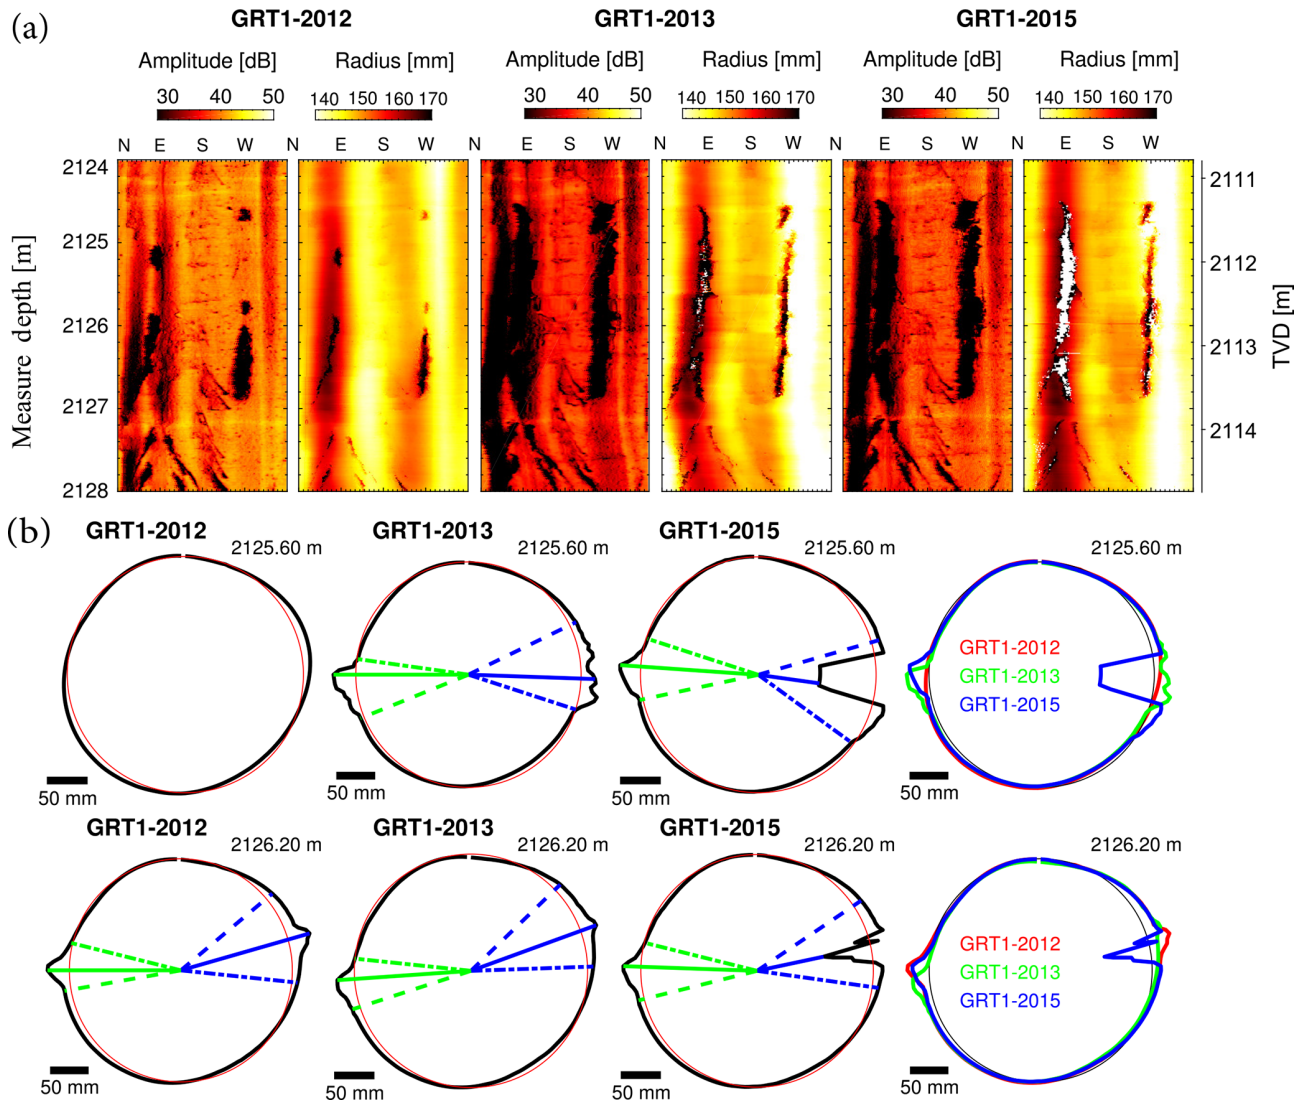 (a)
GRT1-2012 GRT1-2013 GRT1-2015
Amplitude [dB] Radius [mm] Amplitude [dB] Radius [mm] Amplitude [dB] Radius [mm]
30 40 50 140 150 160 170 30 40 50 140 150 160 170 30 40 50 140 150 160 170
N E S W N E S W N E S W N E S W N E S W N E S W
2124
2125
2126
2127
2128
Measure depth [m]
2111
2112
2113
2114
TVD [m]
(b)
GRT1-2012 GRT1-2013 GRT1-2015
2125.60 m 2125.60 m 2125.60 m 2125.60 m
GRT1-2012
GRT1-2013
GRT1-2015
50 mm 50 mm 50 mm 50 mm
GRT1-2012 GRT1-2013 GRT1-2015
2126.20 m 2126.20 m 2126.20 m 2126.20 m
GRT1-2012
GRT1-2013
GRT1-2015
50 mm 50 mm 50 mm 50 mm